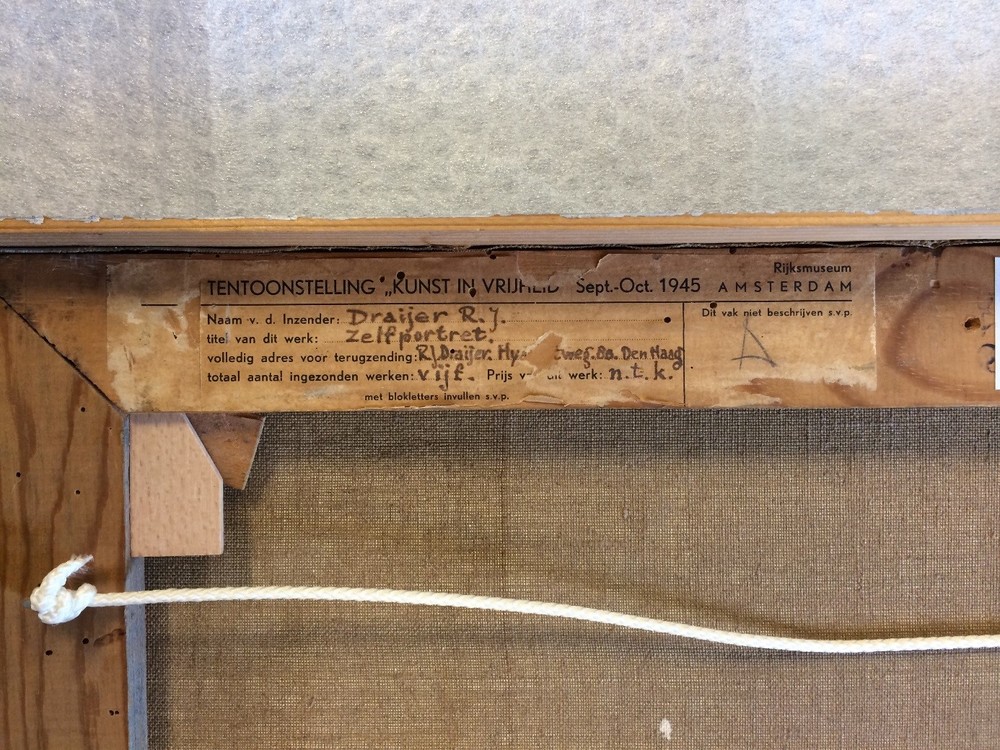 TENTOONSTELLING „KUNST IN VRIJHEID Sept.-Oct. 1945
Rijksmuseum
AMSTERDAM
Naam v. d. Inzender: Draijer R.J.
titel van dit werk: Zelfportret.
volledig adres voor terugzending: R.J. Draijer. 8a. Den Haag
totaal aantal ingezonden werken: vijf. Prijs dit werk: n.t.k.
met blokletters invullen s.v.p.
Dit vak niet beschrijven s.v.p.
A